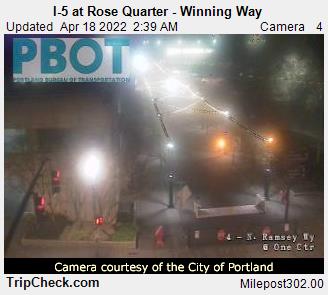 I-5 at Rose Quarter - Winning Way
Updated Apr 18 2022 2:39 AM Camera 4
PBOT
PORTLAND BUREAU OF TRANSPORTATION
4 - N. Ramsey Wy
@ One Ctr
Camera courtesy of the City of Portland
TripCheck.com Milepost302.00